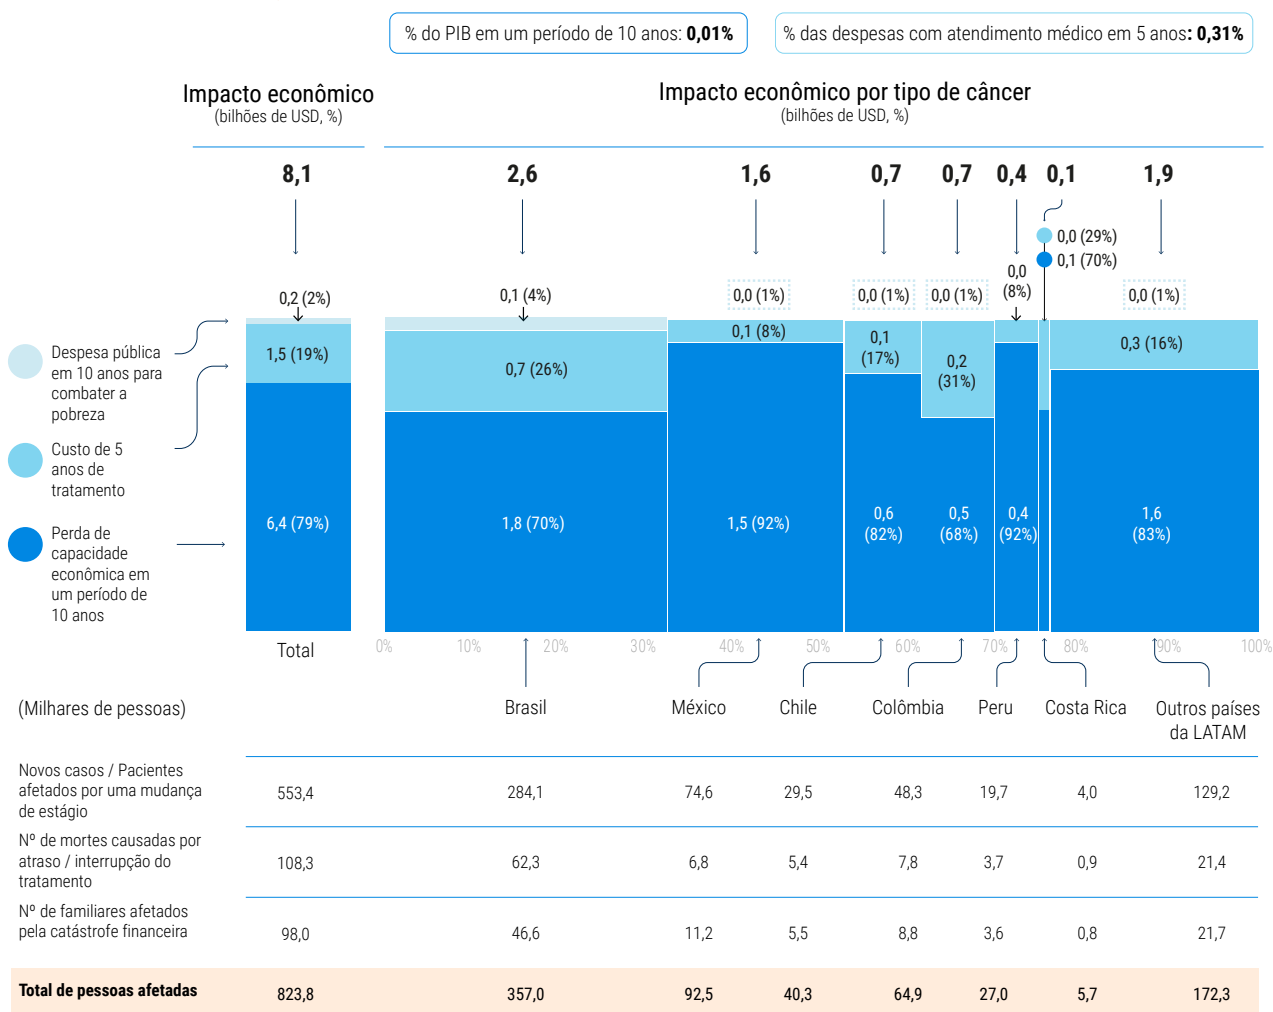 % do PIB em um período de 10 anos: 0,01%
% das despesas com atendimento médico em 5 anos: 0,31%
Impacto econômico
(bilhões de USD, %)
Impacto econômico por tipo de câncer
(bilhões de USD, %)
8,1
2,6
1,6
0,7
0,7
0,4
0,1
1,9
0,0 (29%)
0,1 (70%)
0,2 (2%)
0,1 (4%)
0,0 (1%)
0,0 (1%)
0,0 (1%)
0,0
(8%)
0,0 (1%)
Despesa pública
em 10 anos para
combater a
pobreza
Custo de 5
anos de
tratamento
Perda de
capacidade
econômica em
um período de
10 anos
1,5 (19%)
0,7 (26%)
0,1 (8%)
0,1
(17%)
0,2
(31%)
0,3 (16%)
6,4 (79%)
1,8 (70%)
1,5 (92%)
0,6
(82%)
0,5
(68%)
0,4
(92%)
1,6
(83%)
Total
0%
10%
20%
30%
40%
50%
60%
70%
80%
90%
100%
(Milhares de pessoas)
Brasil
México
Chile
Colômbia
Peru
Costa Rica
Outros países
da LATAM
Novos casos / Pacientes
afetados por uma mudança
de estágio
553,4
284,1
74,6
29,5
48,3
19,7
4,0
129,2
Nº de mortes causadas por
atraso / interrupção do
tratamento
108,3
62,3
6,8
5,4
7,8
3,7
0,9
21,4
Nº de familiares afetados
pela catástrofe financeira
98,0
46,6
11,2
5,5
8,8
3,6
0,8
21,7
Total de pessoas afetadas
823,8
357,0
92,5
40,3
64,9
27,0
5,7
172,3